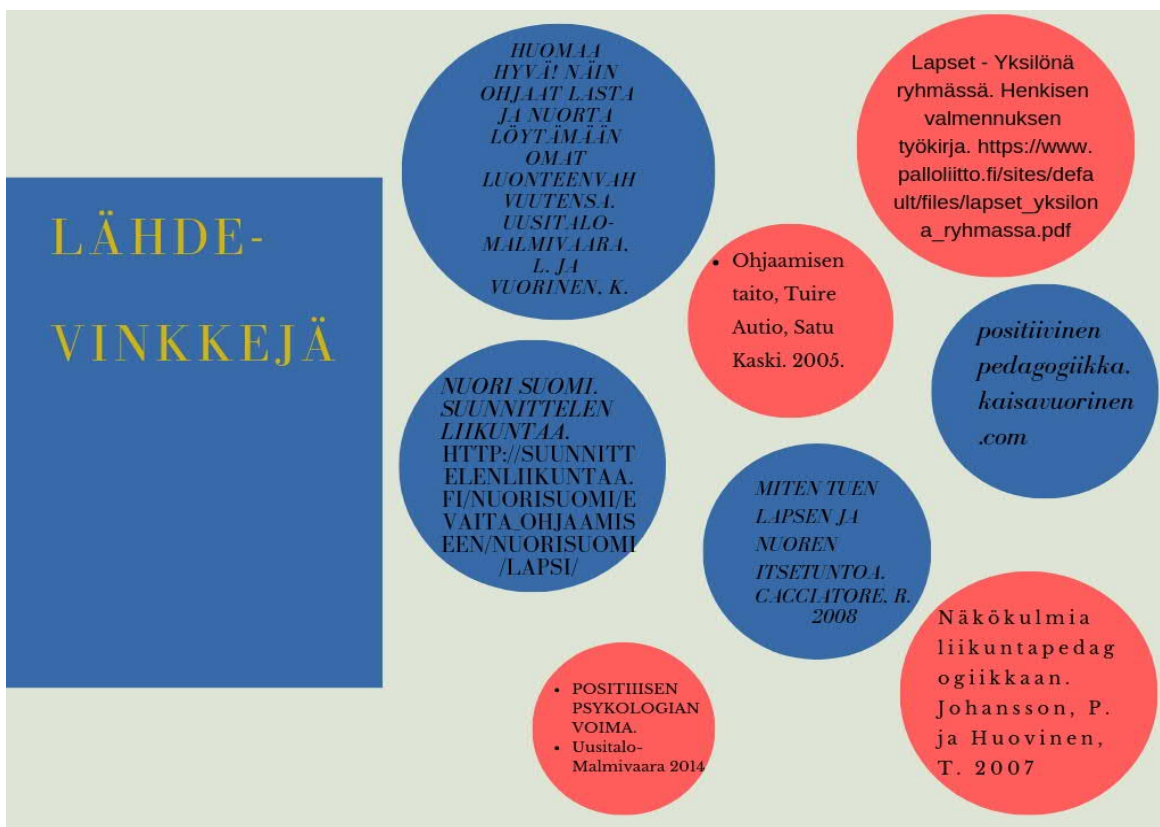 LÄHDE-
VINKKEJÄ
HUOMAA
HYVÄ! NÄIN
OHJAAT LASTA
JA NUORTA
LÖYTÄMÄÄN
OMAT
LUONTEENVAH
VUUTENSA.
UUSITALO-
MALMIVAARA,
L. JA
VUORINEN, K.
Lapset - Yksilönä
ryhmässä. Henkisen
valmennuksen
työkirja. https://www.
palloliitto.fi/sites/defa
ult/files/lapset_yksilon
a_ryhmassa.pdf
• Ohjaamisen
taito, Tuire
Autio, Satu
Kaski. 2005.
positiivinen
pedagogiikka.
kaisavuorinen
.com
NUORI SUOMI.
SUUNNITTELEN
LIIKUNTAA.
HTTP://SUUNNITT
ELENLIIKUNTAA.
FI/NUORISUOMI/E
VAITA_OHJAAMIS
EEN/NUORISUOMI
/LAPSI/
MITEN TUEN
LAPSEN JA
NUOREN
ITSETUNTOA.
CACCIATORE, R.
2008
Näkökulmia
liikuntapedag
ogiikkaan.
Johansson, P.
ja Huovinen,
T. 2007
• POSITIIISEN
PSYKOLOGIAN
VOIMA.
• Uusitalo-
Malmivaara 2014